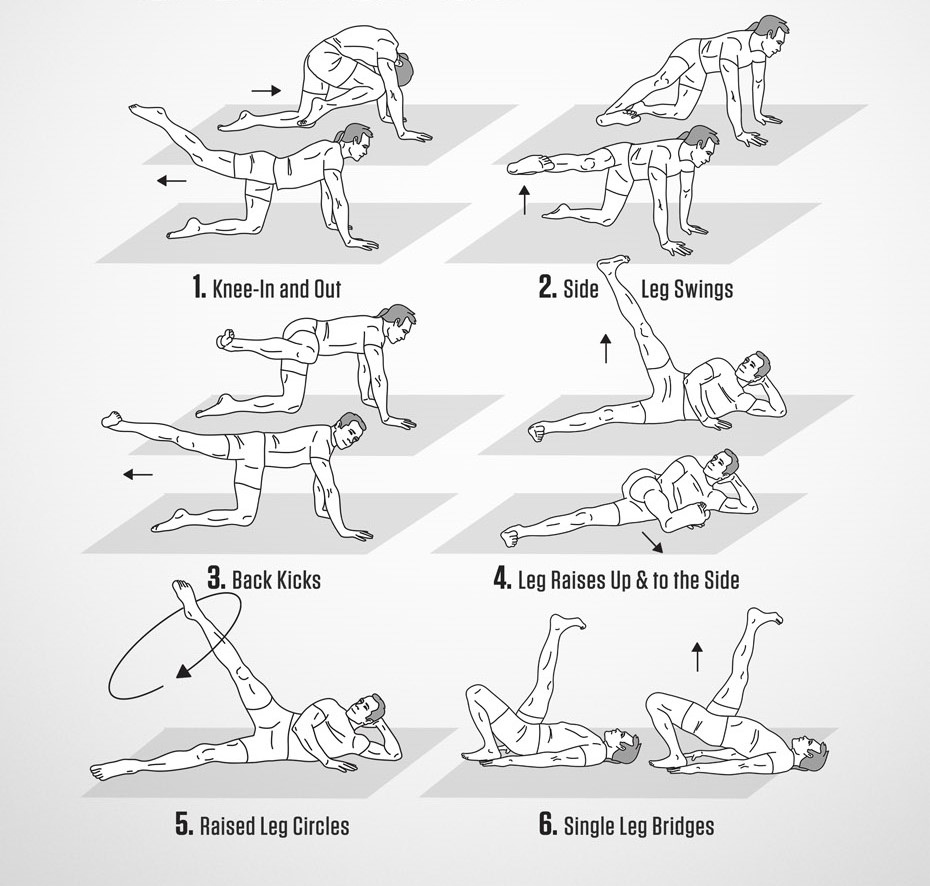 1. Knee-In and Out
2. Side Leg Swings
3. Back Kicks
4. Leg Raises Up & to the Side
5. Raised Leg Circles
6. Single Leg Bridges